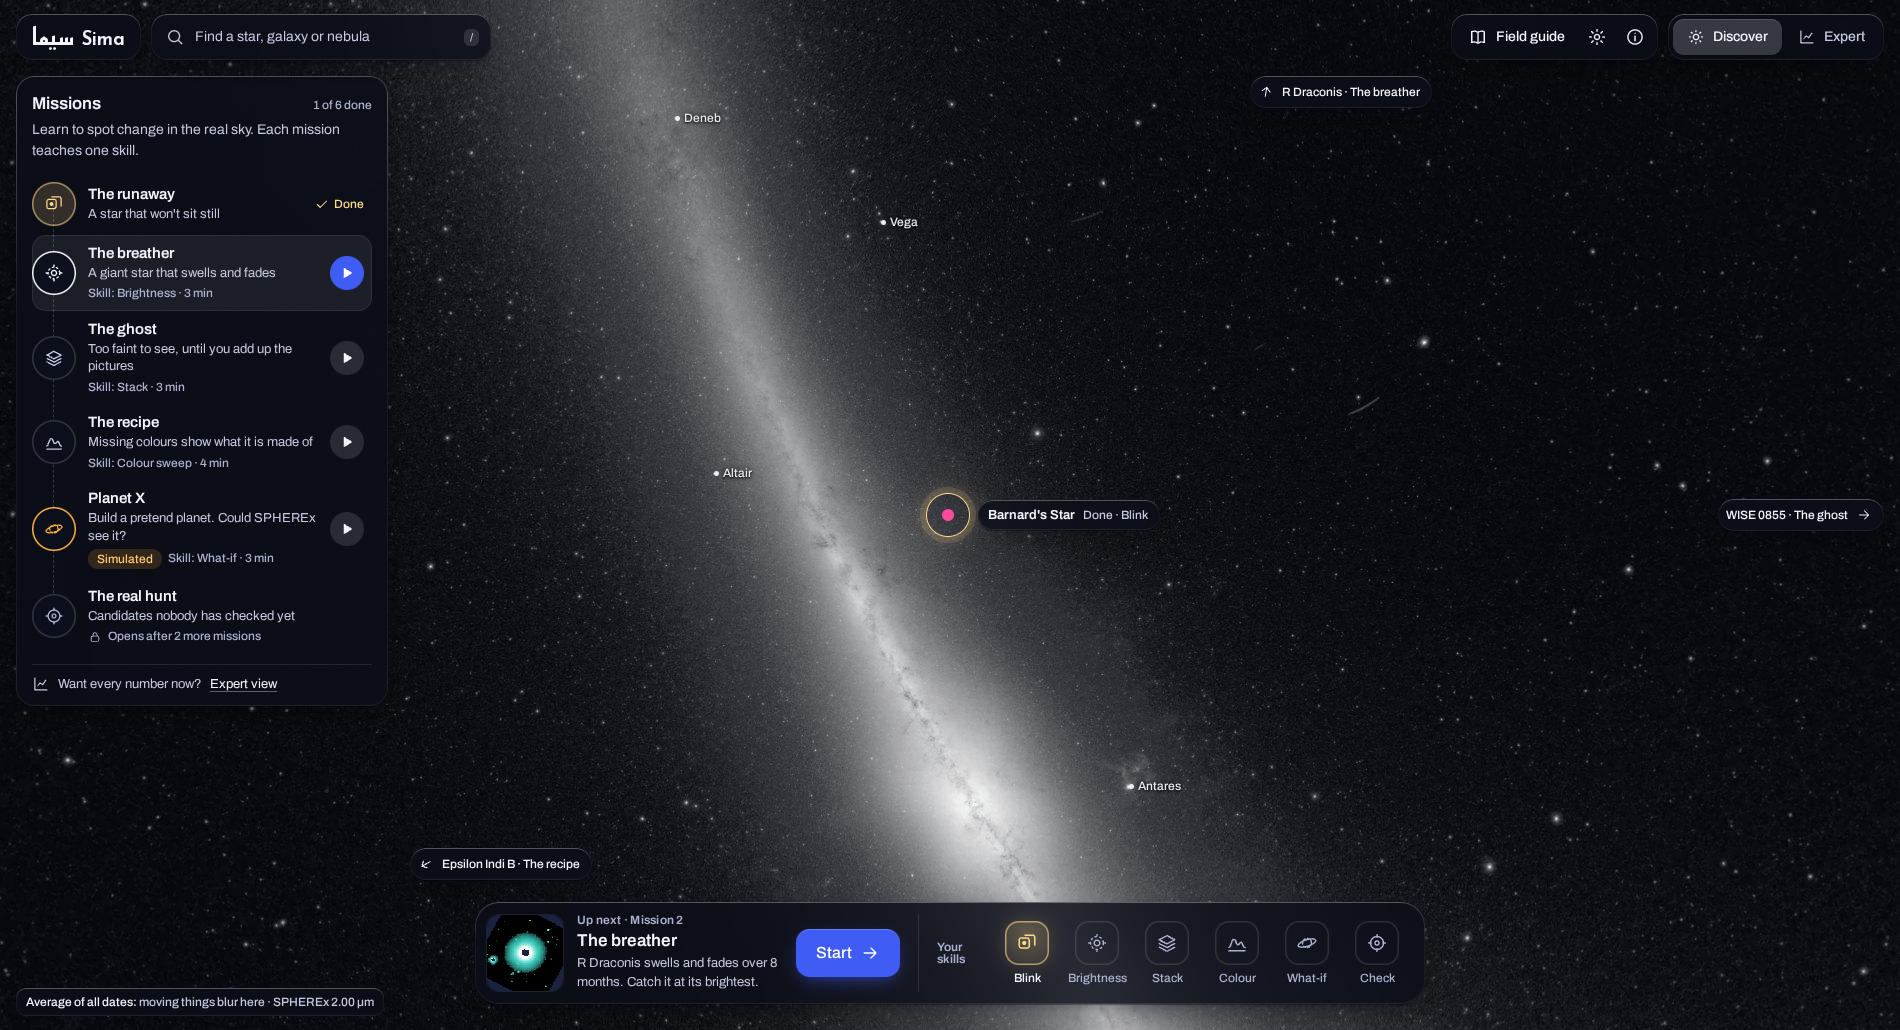 سيما Sima
Find a star, galaxy or nebula /
Field guide
Discover
Expert
Missions
1 of 6 done
Learn to spot change in the real sky. Each mission
teaches one skill.
The runaway
A star that won't sit still
Done
The breather
A giant star that swells and fades
Skill: Brightness · 3 min
The ghost
Too faint to see, until you add up the
pictures
Skill: Stack · 3 min
The recipe
Missing colours show what it is made of
Skill: Colour sweep · 4 min
Planet X
Build a pretend planet. Could SPHEREx
see it?
Simulated Skill: What-if · 3 min
The real hunt
Candidates nobody has checked yet
Opens after 2 more missions
Want every number now? Expert view
R Draconis · The breather
Deneb
Vega
Altair
Barnard's Star Done · Blink
WISE 0855 · The ghost
Antares
Epsilon Indi B · The recipe
Up next · Mission 2
The breather
R Draconis swells and fades over 8
months. Catch it at its brightest.
Start
Your
skills
Blink
Brightness
Stack
Colour
What-if
Check
Average of all dates: moving things blur here · SPHEREx 2.00 µm